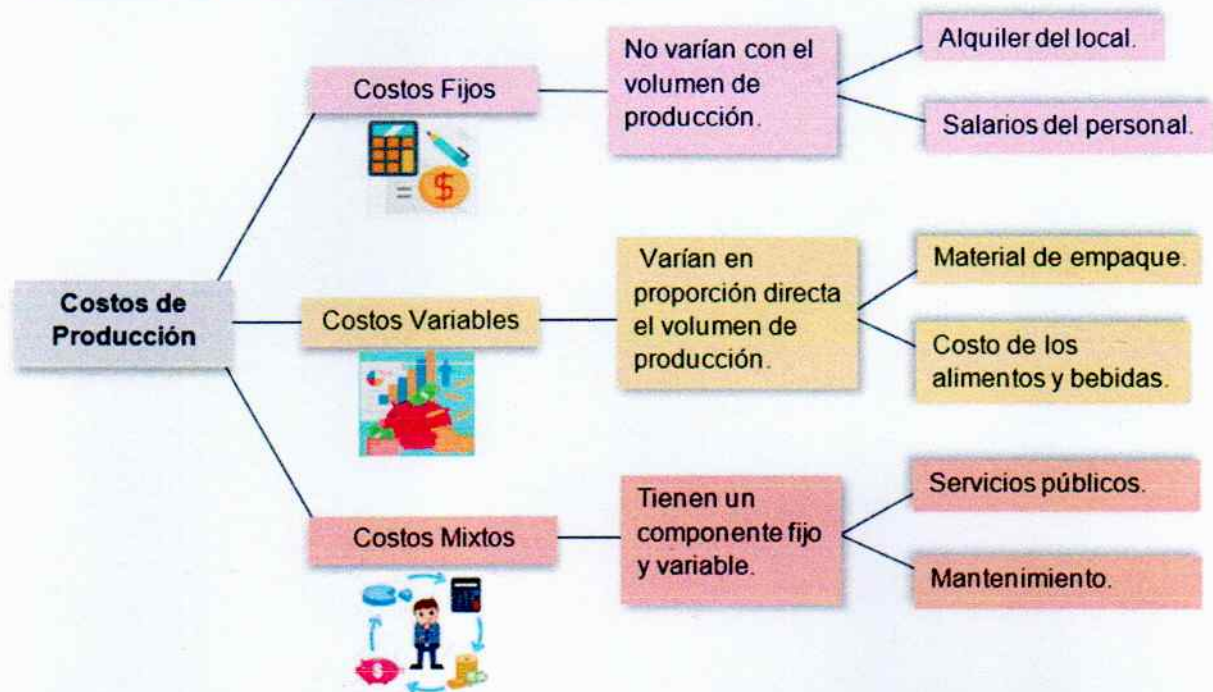 Costos de
Producción
Costos Fijos
=
$
No varían con el
volumen de
producción.
Alquiler del local.
Salarios del personal.
Costos Variables
Varían en
proporción directa
el volumen de
producción.
Material de empaque.
Costo de los
alimentos y bebidas.
Costos Mixtos
$
Tienen un
componente fijo
y variable.
Servicios públicos.
Mantenimiento.